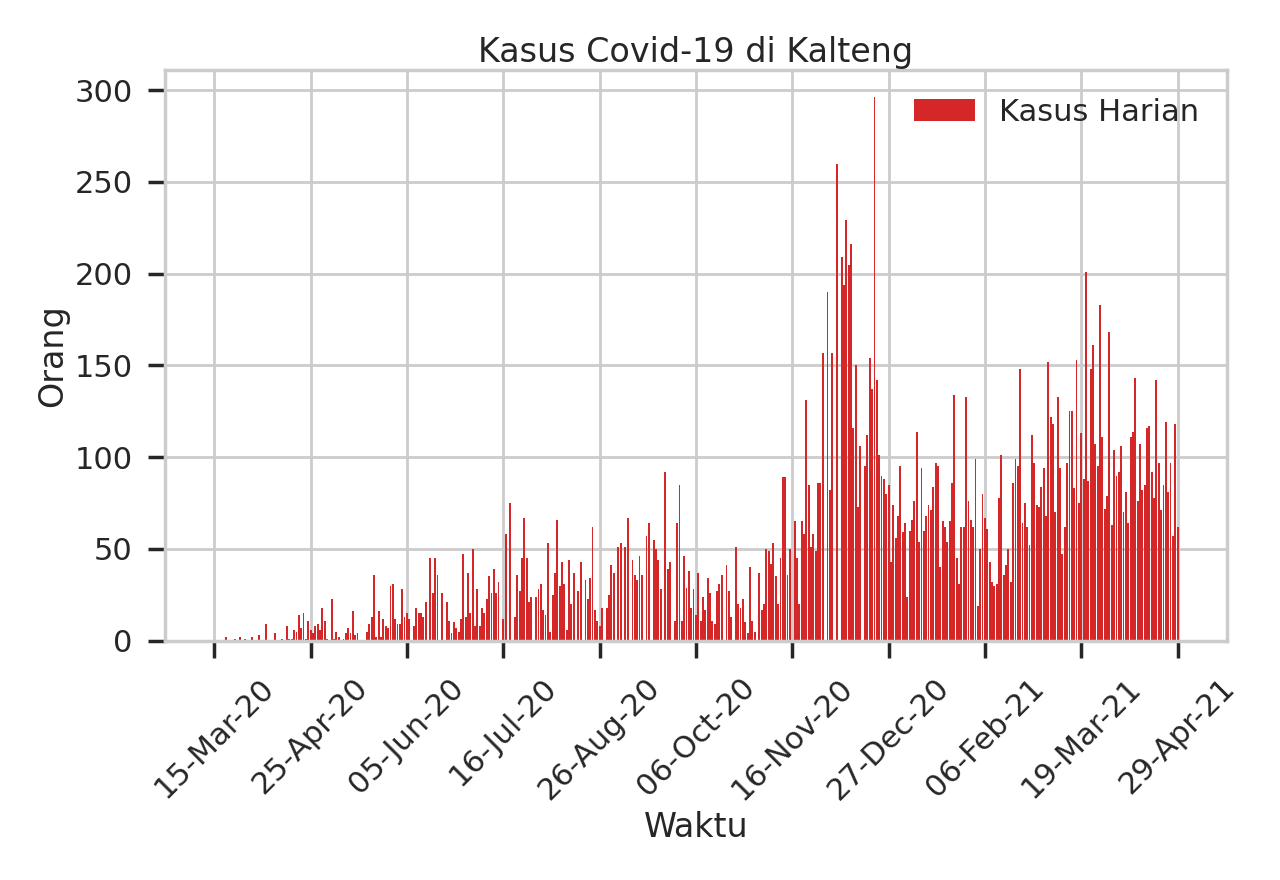 Kasus Covid-19 di Kalteng
Kasus Harian
Orang
300
250
200
150
100
50
0
15-Mar-20
25-Apr-20
05-Jun-20
16-Jul-20
26-Aug-20
06-Oct-20
16-Nov-20
27-Dec-20
06-Feb-21
19-Mar-21
29-Apr-21
Waktu